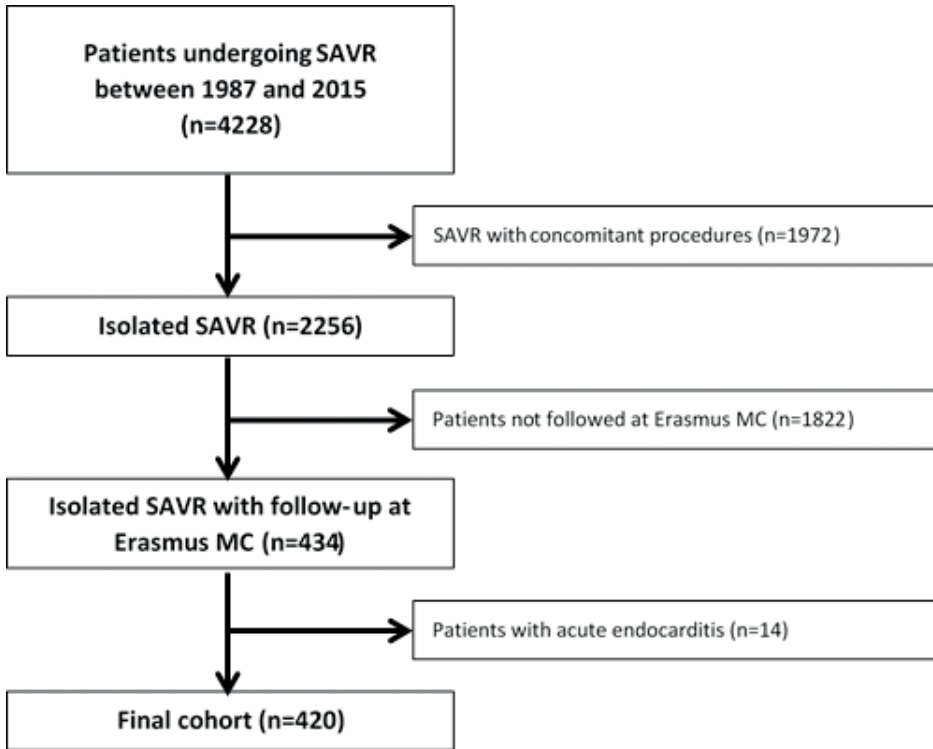 Patients undergoing SAVR
between 1987 and 2015
(n=4228)
SAVR with concomitant procedures (n=1972)
Isolated SAVR (n=2256)
Patients not followed at Erasmus MC (n=1822)
Isolated SAVR with follow-up at
Erasmus MC (n=434)
Patients with acute endocarditis (n=14)
Final cohort (n=420)